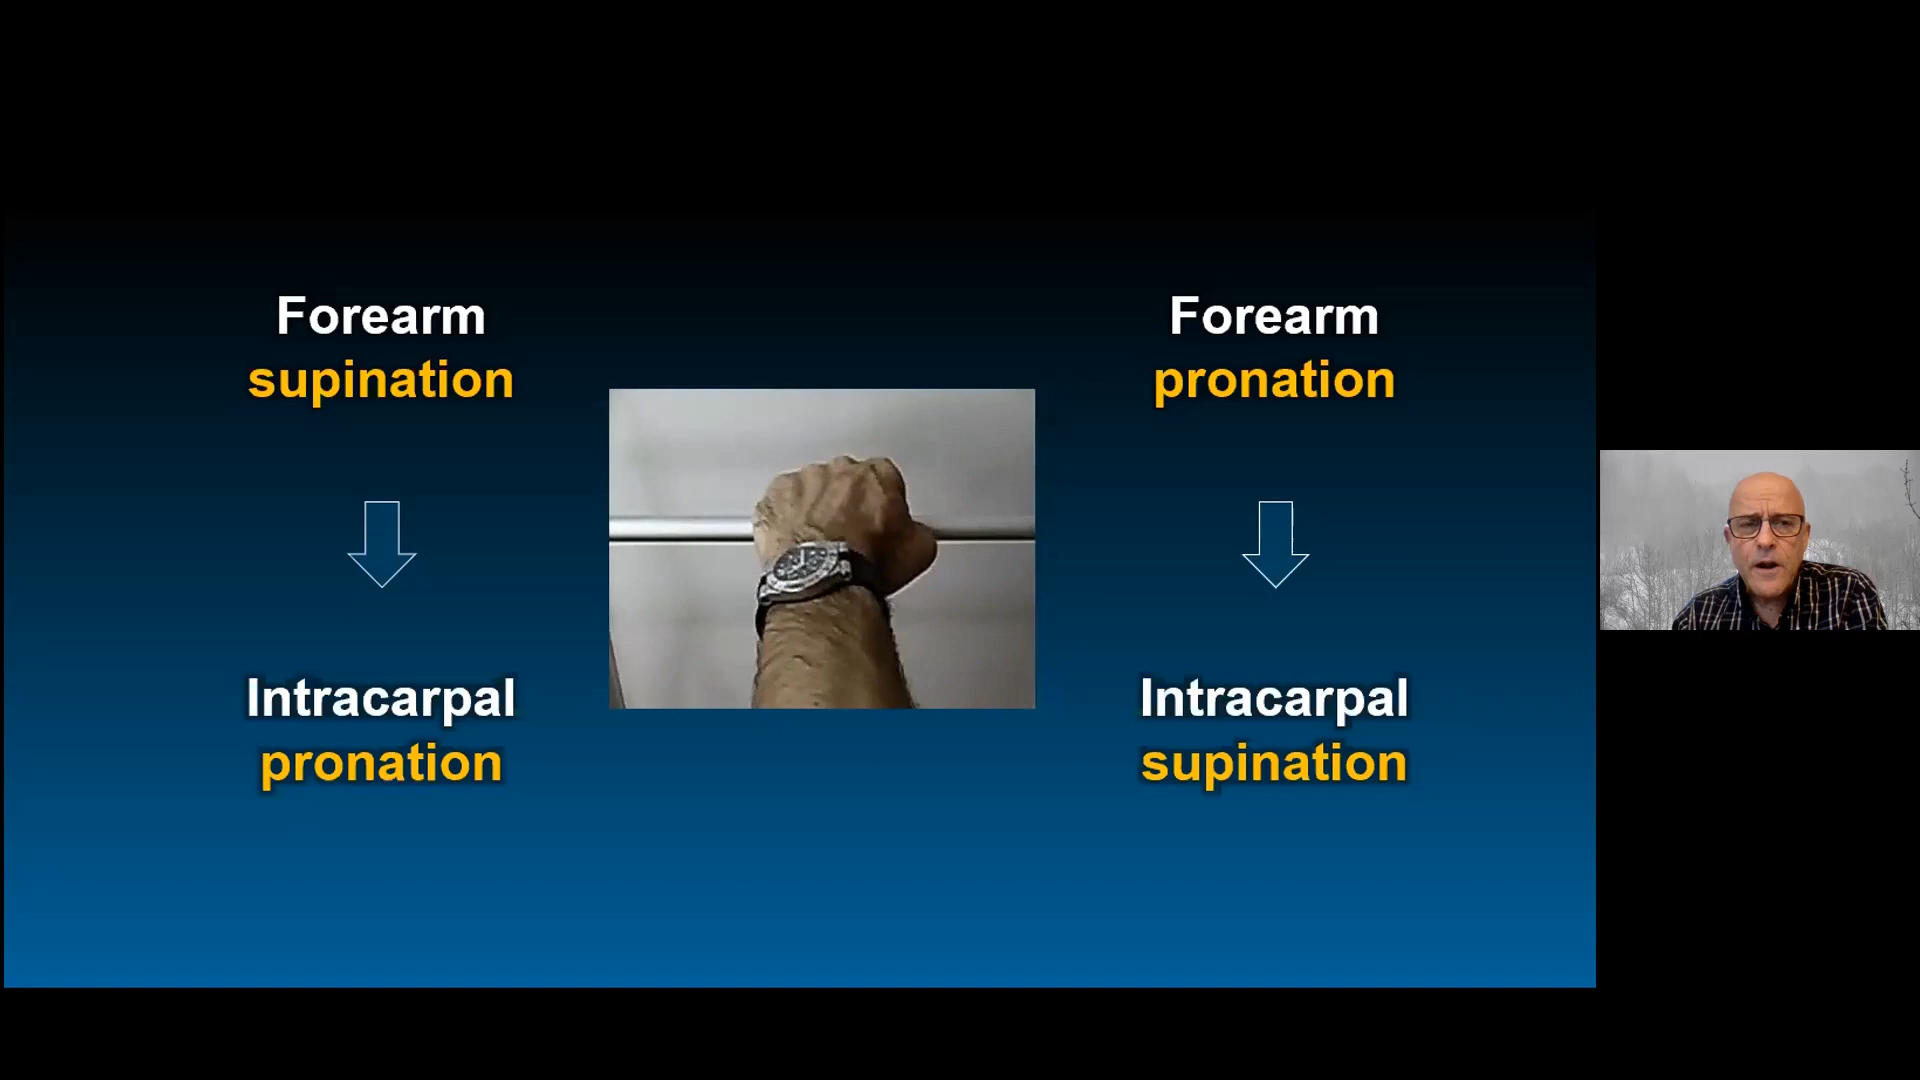 Forearm
supination
Intracarpal
pronation
Forearm
pronation
Intracarpal
supination